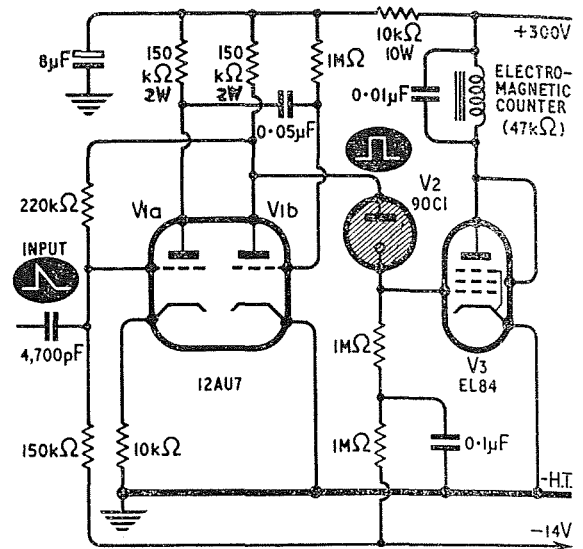 10kΩ
10W
+300V
8μF
150
kΩ
2W
150
kΩ
2W
1MΩ
0·01μF
ELECTRO-
MAGNETIC
COUNTER
(47kΩ)
0·05μF
V2
90C1
220kΩ
V1a
V1b
INPUT
4,700pF
12AU7
1MΩ
V3
EL84
150kΩ
10kΩ
1MΩ
0·1μF
-H.T.
-14V